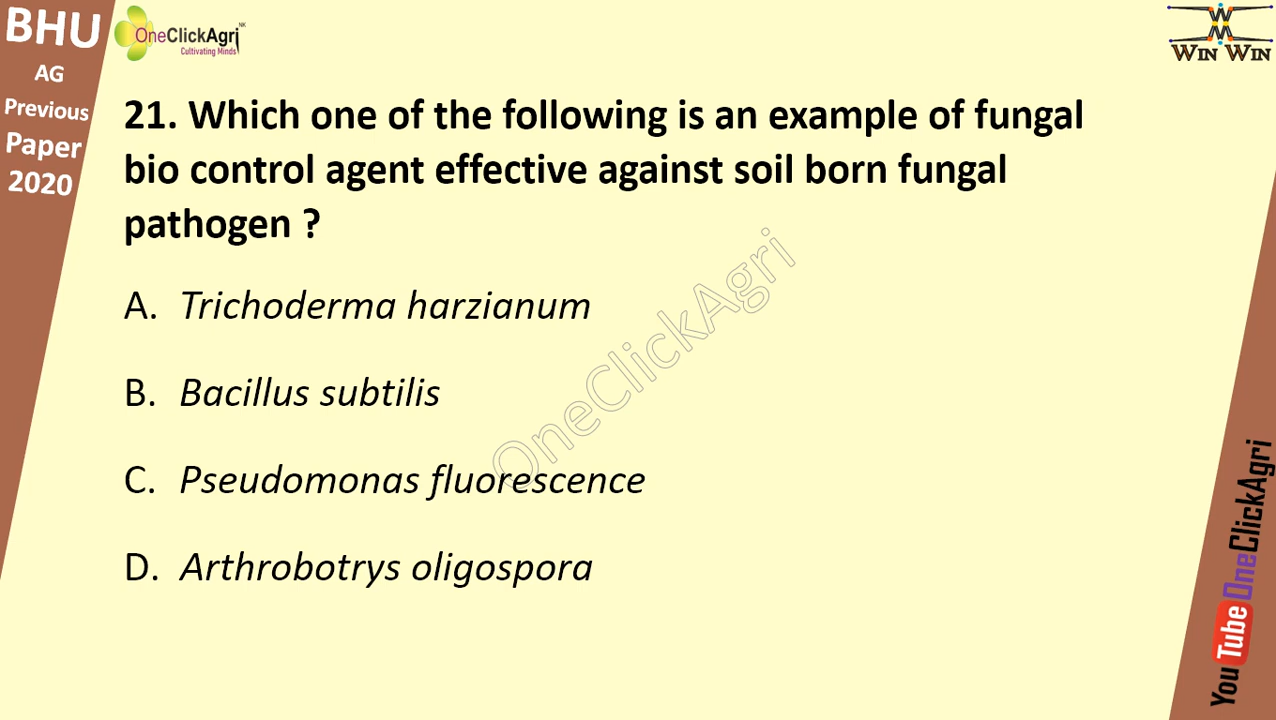 BHU
AG
Previous
Paper
2020
OneClickAgri NK
Cultivating Minds
WIN WIN
21. Which one of the following is an example of fungal
bio control agent effective against soil born fungal
pathogen ?
A. Trichoderma harzianum
B. Bacillus subtilis
C. Pseudomonas fluorescence
D. Arthrobotrys oligospora
OneClickAgri
YouTube OneClickAgri